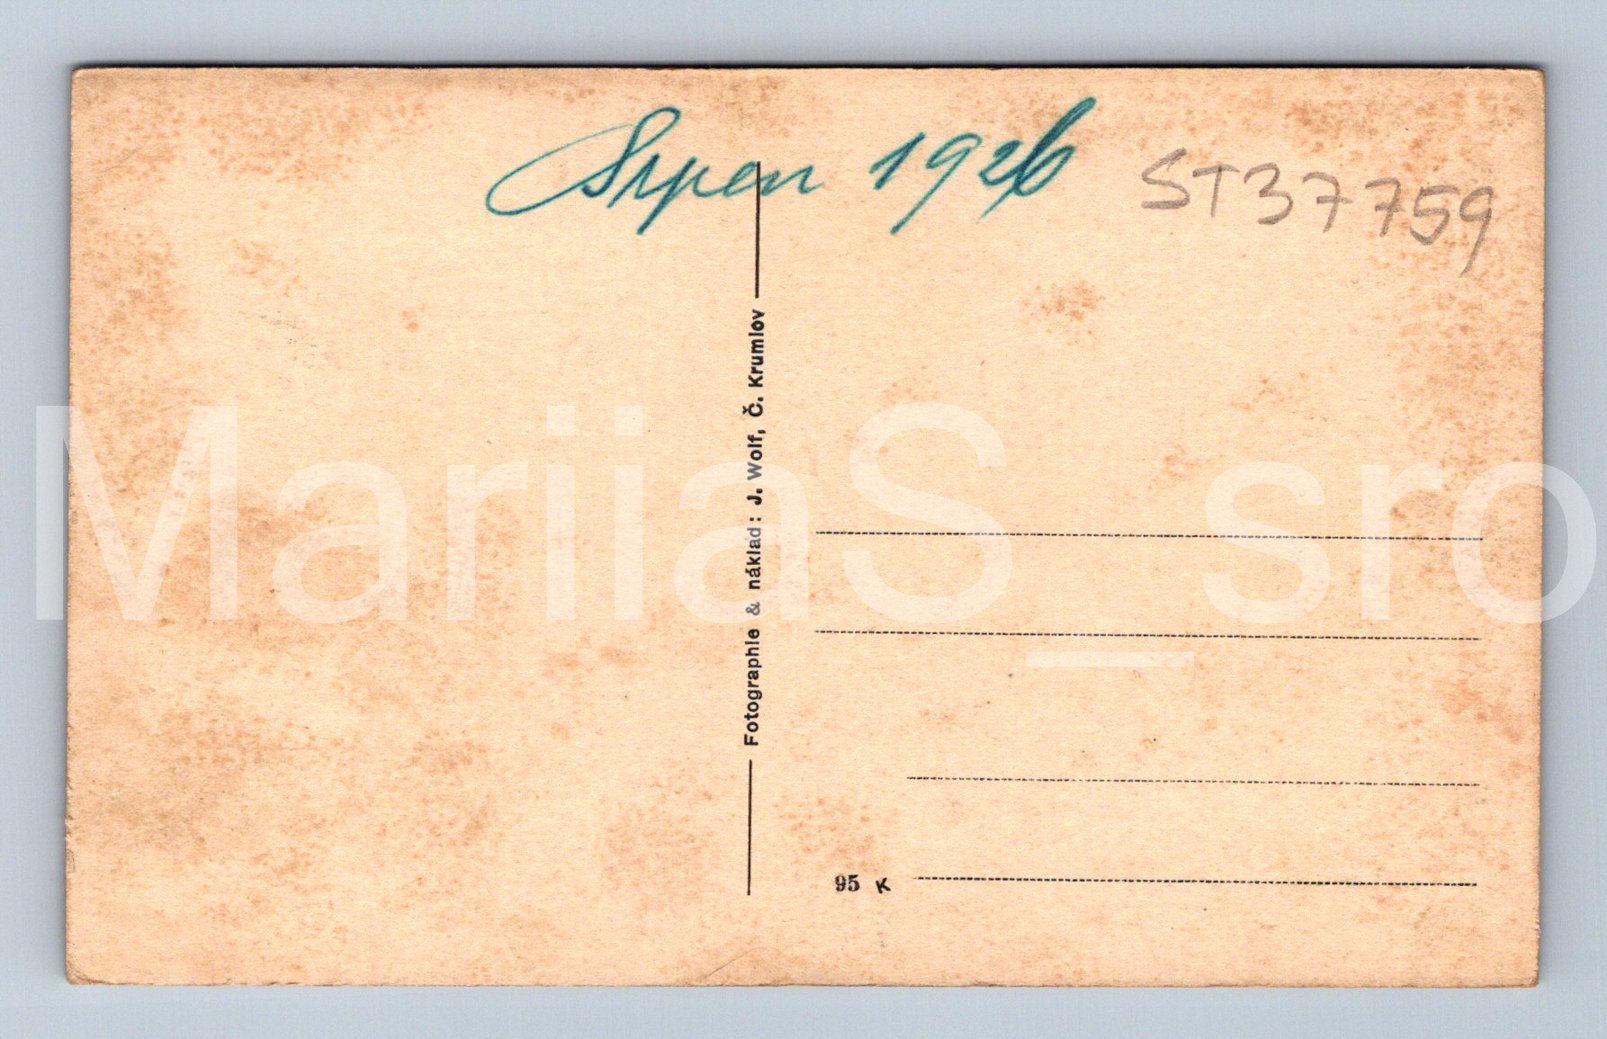 Srpen 1926
ST37759
Fotographie & náklad: J. Wolf, Č. Krumlov
95 K
MariiaS_sro